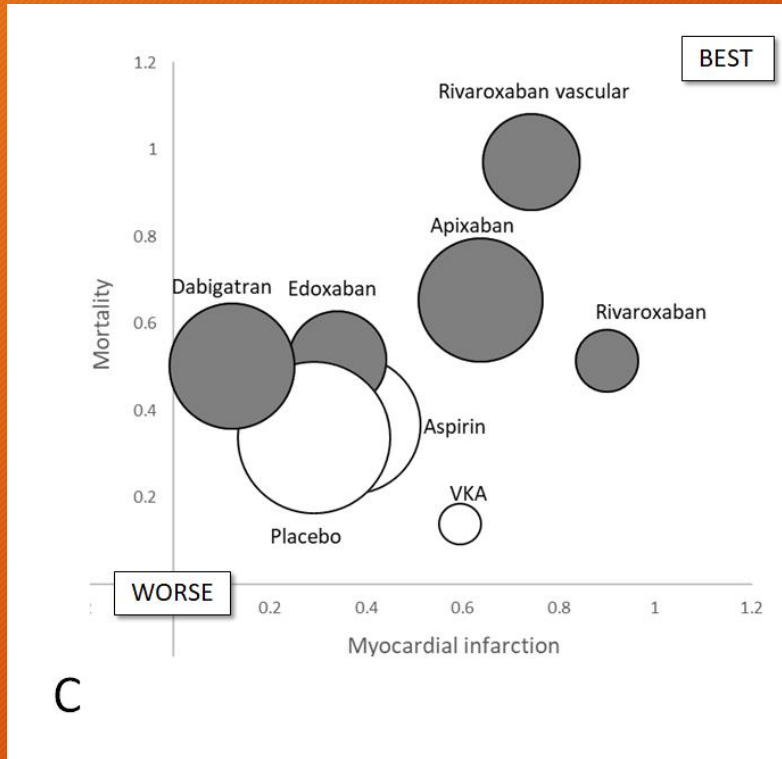 BEST
1.2
Rivaroxaban vascular
1
Apixaban
0.8
Dabigatran
Edoxaban
Rivaroxaban
0.6
Mortality
0.4
Aspirin
0.2
VKA
Placebo
WORSE
0.2
0.4
0.6
0.8
1
1.2
Myocardial infarction
C